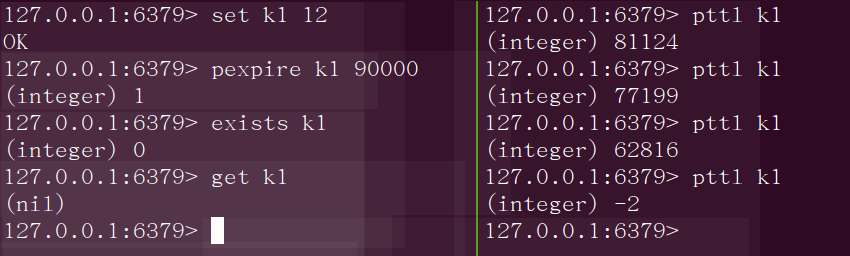 127.0.0.1:6379> set k1 12
OK
127.0.0.1:6379> pexpire k1 90000
(integer) 1
127.0.0.1:6379> exists k1
(integer) 0
127.0.0.1:6379> get k1
(nil)
127.0.0.1:6379>
127.0.0.1:6379> pttl k1
(integer) 81124
127.0.0.1:6379> pttl k1
(integer) 77199
127.0.0.1:6379> pttl k1
(integer) 62816
127.0.0.1:6379> pttl k1
(integer) -2
127.0.0.1:6379>